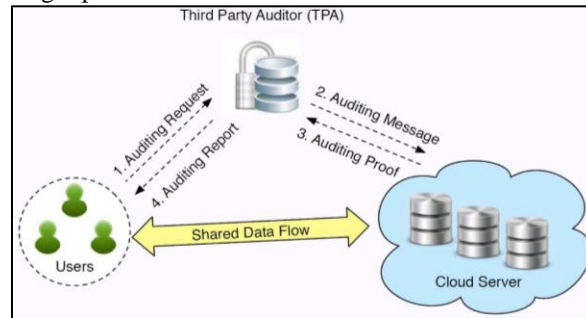 Third Party Auditor (TPA)
1. Auditing Request
2. Auditing Message
3. Auditing Proof
4. Auditing Report
Shared Data Flow
Users
Cloud Server